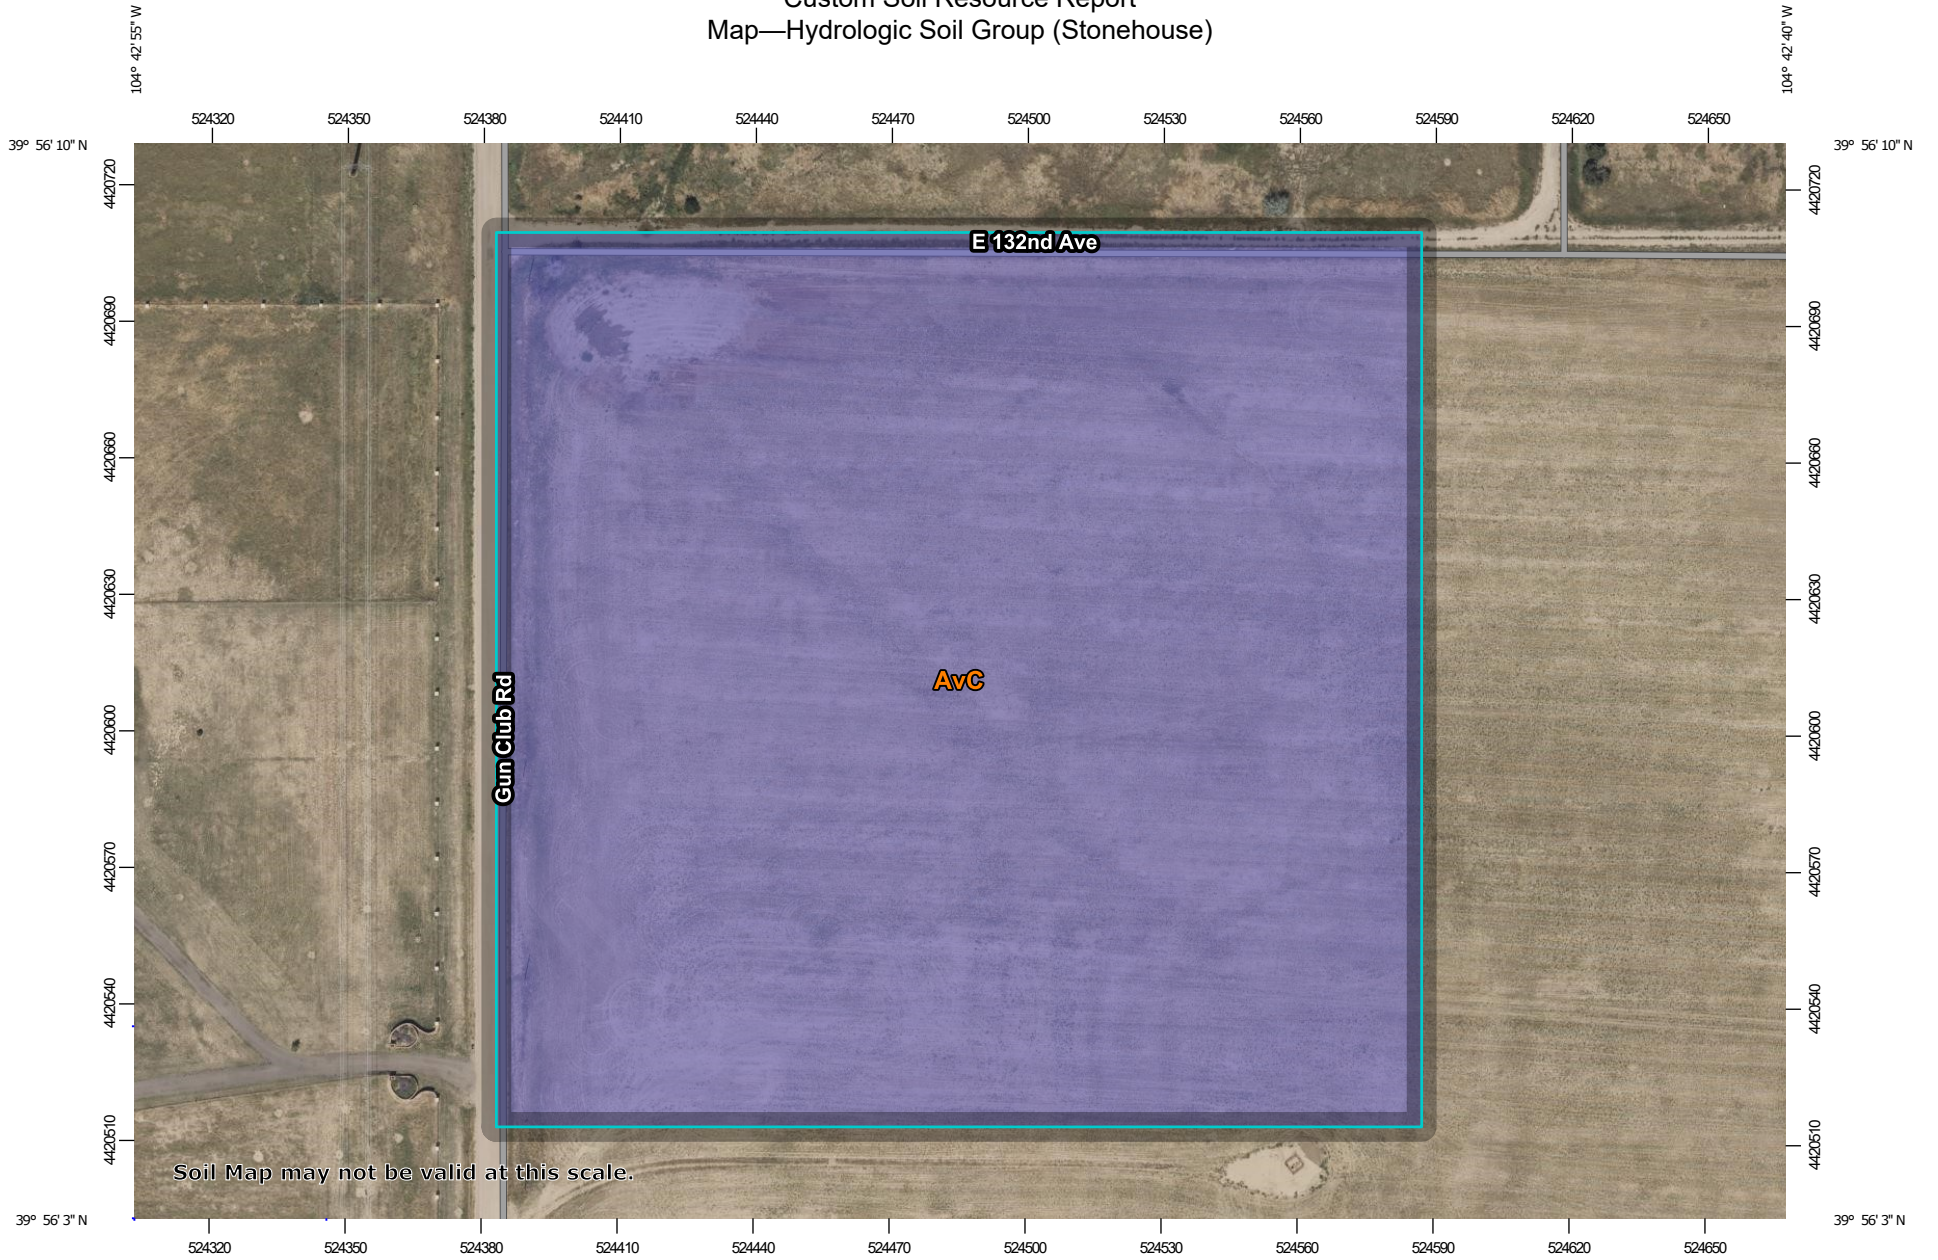 Custom Soil Resource Report
Map—Hydrologic Soil Group (Stonehouse)
104° 42' 55'' W
104° 42' 40'' W
524320 524350 524380 524410 524440 524470 524500 524530 524560 524590 524620 524650
39° 56' 10'' N
39° 56' 10'' N
4420720
4420720
E 132nd Ave
4420690
4420690
4420660
4420660
4420630
4420630
AvC
Gun Club Rd
4420600
4420600
4420570
4420570
4420540
4420540
4420510
4420510
Soil Map may not be valid at this scale.
39° 56' 3'' N
39° 56' 3'' N
524320 524350 524380 524410 524440 524470 524500 524530 524560 524590 524620 524650